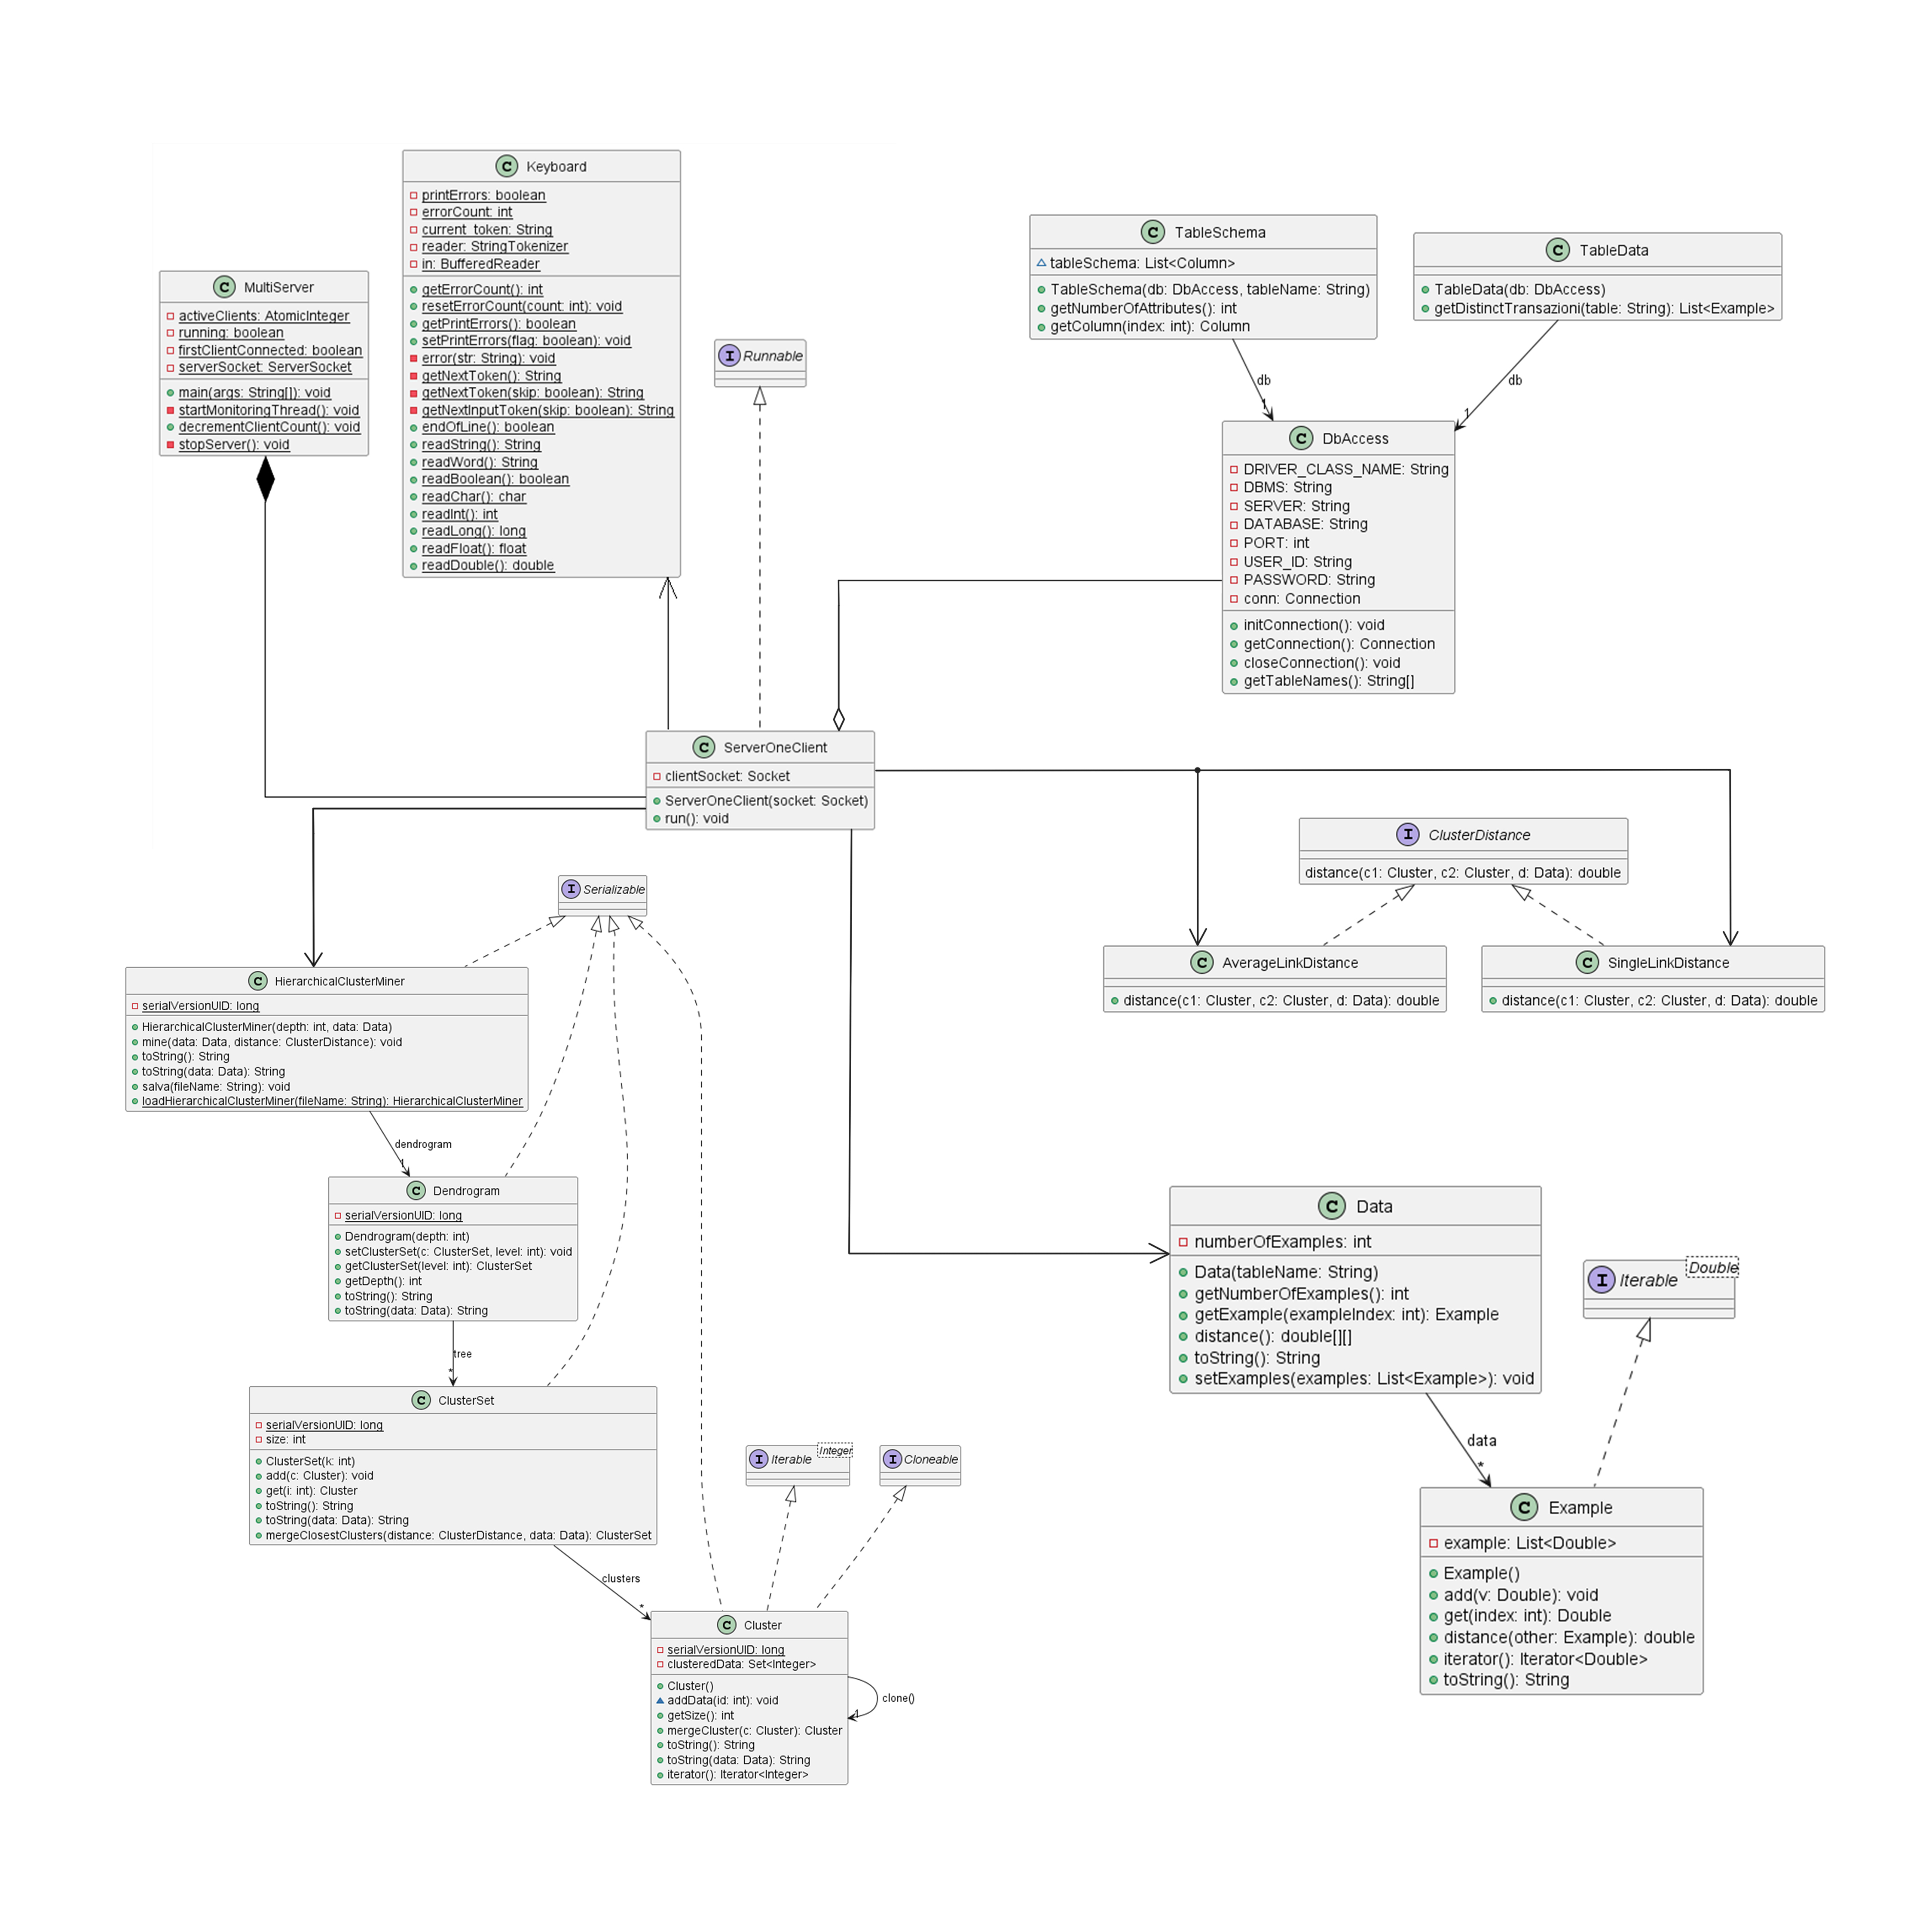 C Keyboard
printErrors: boolean
errorCount: int
current_token: String
reader: StringTokenizer
in: BufferedReader
getErrorCount(): int
resetErrorCount(count: int): void
getPrintErrors(): boolean
setPrintErrors(flag: boolean): void
error(str: String): void
getNextToken(): String
getNextToken(skip: boolean): String
getNextInputToken(skip: boolean): String
endOfLine(): boolean
readString(): String
readWord(): String
readBoolean(): boolean
readChar(): char
readInt(): int
readLong(): long
readFloat(): float
readDouble(): double
C MultiServer
activeClients: AtomicInteger
running: boolean
firstClientConnected: boolean
serverSocket: ServerSocket
main(args: String[]): void
startMonitoringThread(): void
decrementClientCount(): void
stopServer(): void
I Runnable
C TableSchema
tableSchema: List<Column>
TableSchema(db: DbAccess, tableName: String)
getNumberOfAttributes(): int
getColumn(index: int): Column
C TableData
TableData(db: DbAccess)
getDistinctTransazioni(table: String): List<Example>
db
1
db
1
C DbAccess
DRIVER_CLASS_NAME: String
DBMS: String
SERVER: String
DATABASE: String
PORT: int
USER_ID: String
PASSWORD: String
conn: Connection
initConnection(): void
getConnection(): Connection
closeConnection(): void
getTableNames(): String[]
C ServerOneClient
clientSocket: Socket
ServerOneClient(socket: Socket)
run(): void
I ClusterDistance
distance(c1: Cluster, c2: Cluster, d: Data): double
C AverageLinkDistance
distance(c1: Cluster, c2: Cluster, d: Data): double
C SingleLinkDistance
distance(c1: Cluster, c2: Cluster, d: Data): double
I Serializable
C HierarchicalClusterMiner
serialVersionUID: long
HierarchicalClusterMiner(depth: int, data: Data)
mine(data: Data, distance: ClusterDistance): void
toString(): String
toString(data: Data): String
salva(fileName: String): void
loadHierarchicalClusterMiner(fileName: String): HierarchicalClusterMiner
dendrogram
1
C Dendrogram
serialVersionUID: long
Dendrogram(depth: int)
setClusterSet(c: ClusterSet, level: int): void
getClusterSet(level: int): ClusterSet
getDepth(): int
toString(): String
toString(data: Data): String
tree
*
C ClusterSet
serialVersionUID: long
size: int
ClusterSet(k: int)
add(c: Cluster): void
get(i: int): Cluster
toString(): String
toString(data: Data): String
mergeClosestClusters(distance: ClusterDistance, data: Data): ClusterSet
clusters
*
I Iterable Integer
I Cloneable
C Cluster
serialVersionUID: long
clusteredData: Set<Integer>
Cluster()
addData(id: int): void
getSize(): int
mergeCluster(c: Cluster): Cluster
toString(): String
toString(data: Data): String
iterator(): Iterator<Integer>
clone()
1
C Data
numberOfExamples: int
Data(tableName: String)
getNumberOfExamples(): int
getExample(exampleIndex: int): Example
distance(): double[][]
toString(): String
setExamples(examples: List<Example>): void
data
*
I Iterable Double
C Example
example: List<Double>
Example()
add(v: Double): void
get(index: int): Double
distance(other: Example): double
iterator(): Iterator<Double>
toString(): String